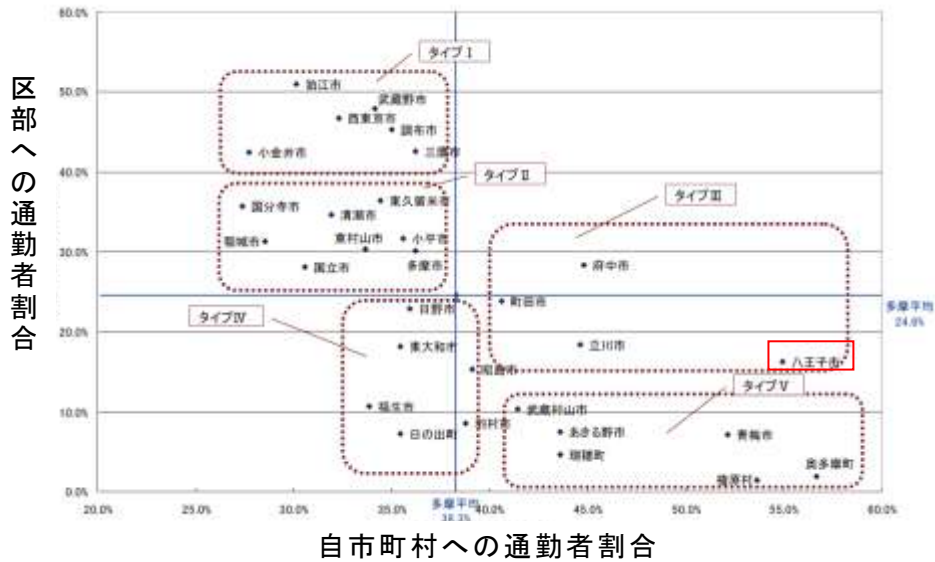 区部への通勤者割合
60.0%
50.0%
40.0%
30.0%
20.0%
10.0%
0.0%
タイプⅠ
狛江市
武蔵野市
西東京市
調布市
小金井市
三鷹市
タイプⅡ
国分寺市
東久留米市
清瀬市
稲城市
東村山市
小平市
国立市
多摩市
タイプⅢ
府中市
町田市
立川市
八王子市
多摩平均
24.6%
タイプⅣ
日野市
東大和市
昭島市
福生市
羽村市
日の出町
タイプⅤ
武蔵村山市
あきる野市
青梅市
瑞穂町
奥多摩町
檜原村
20.0%
25.0%
30.0%
35.0%
多摩平均
38.3%
40.0%
45.0%
50.0%
55.0%
60.0%
自市町村への通勤者割合